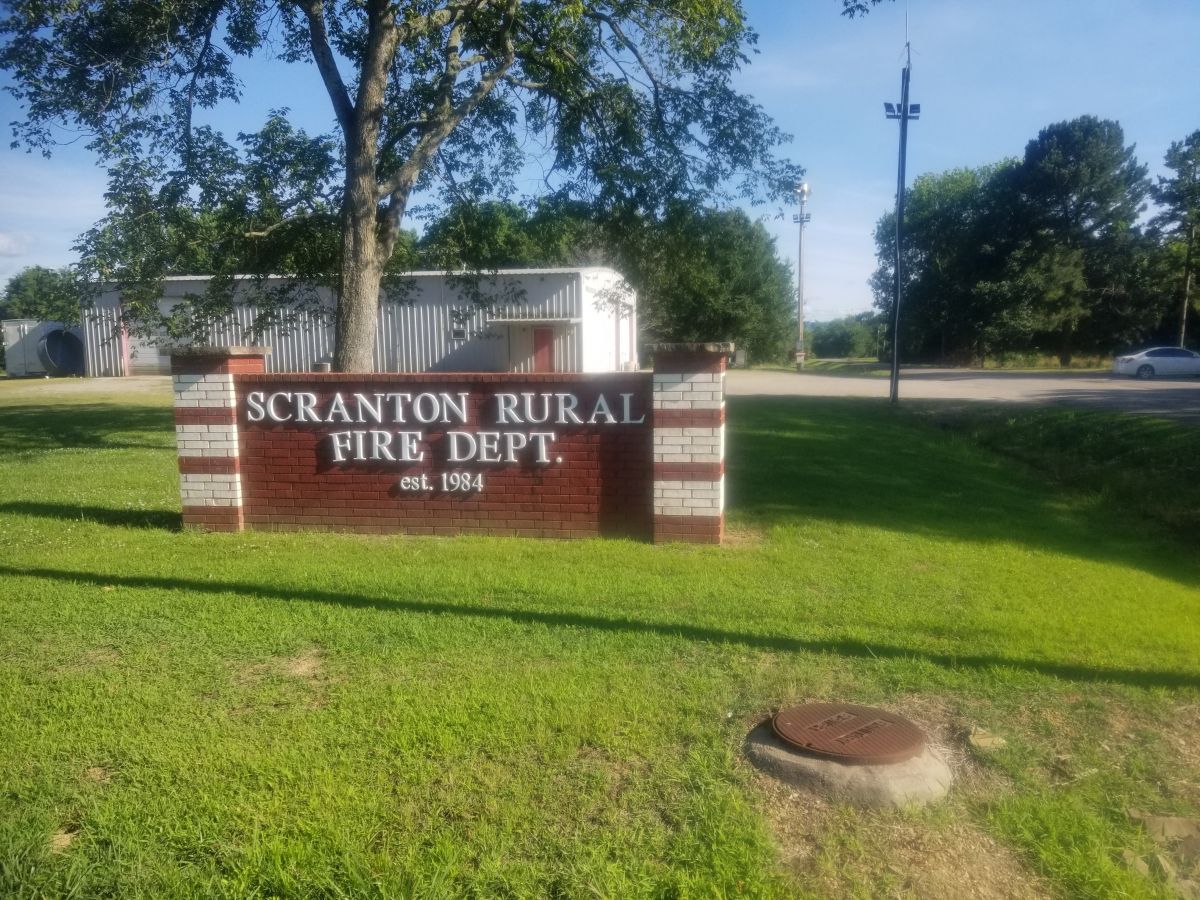 SCRANTON RURAL
FIRE DEPT.
est. 1984